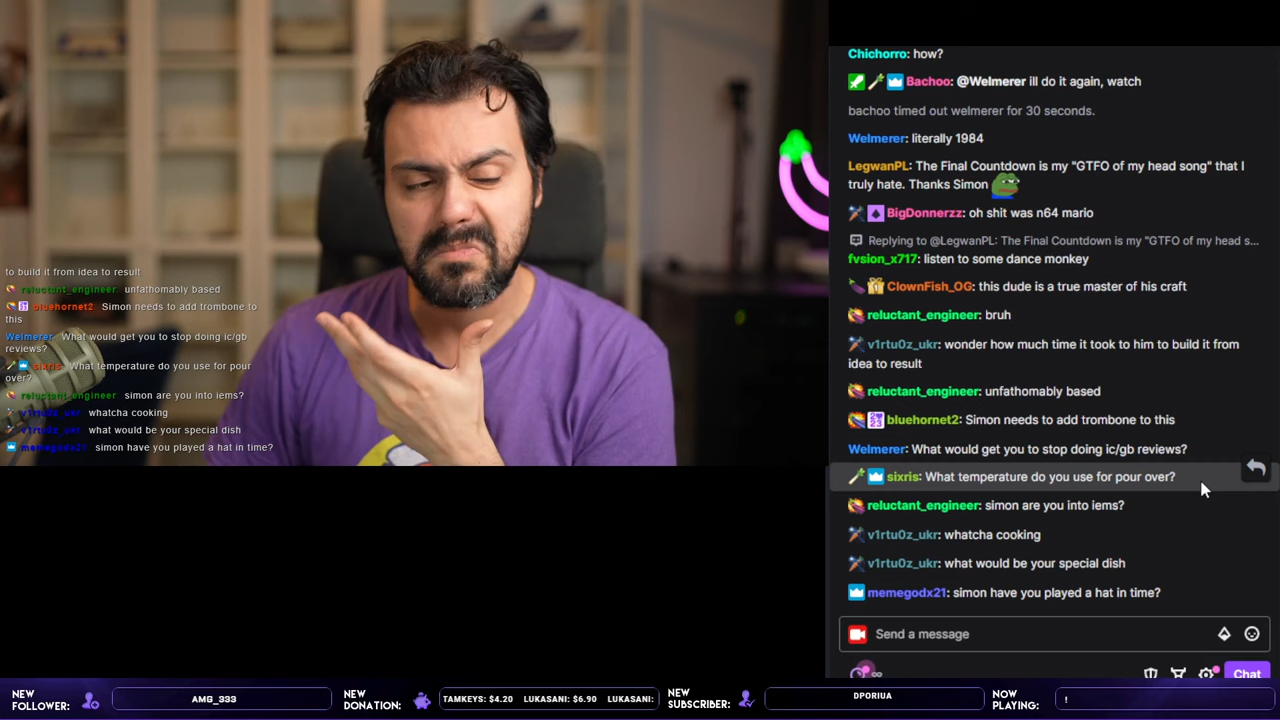 to build it from idea to result
reluctant_engineer unfathomably based
bluehornet2: Simon needs to add trombone to
this
Welmerer What would get you to stop doing ic/gb
reviews?
sixris: What temperature do you use for pour
over?
reluctant_engineer simon are you into iems?
v1rtu0z_ukr whatcha cooking
v1rtu0z_ukr what would be your special dish
memegodx21: simon have you played a hat in time?
Chichorro: how?
Bachoo: @Welmerer ill do it again, watch
bachoo timed out welmerer for 30 seconds.
Welmerer: literally 1984
LegwanPL: The Final Countdown is my "GTFO of my head song" that I
truly hate. Thanks Simon
BigDonnerzz: oh shit was n64 mario
Replying to @LegwanPL: The Final Countdown is my "GTFO of my head s...
fvsion_x717: listen to some dance monkey
ClownFish_OG: this dude is a true master of his craft
reluctant_engineer: bruh
v1rtu0z_ukr: wonder how much time it took to him to build it from
idea to result
reluctant_engineer: unfathomably based
bluehornet2: Simon needs to add trombone to this
Welmerer: What would get you to stop doing ic/gb reviews?
sixris: What temperature do you use for pour over?
reluctant_engineer: simon are you into iems?
v1rtu0z_ukr: whatcha cooking
v1rtu0z_ukr: what would be your special dish
memegodx21: simon have you played a hat in time?
Send a message
Chat
NEW
FOLLOWER:
AMG_333
NEW
DONATION:
TAMKEYS: $4.20 LUKASANI: $6.90 LUKASANI:
NEW
SUBSCRIBER:
DPORIUA
NOW
PLAYING:
!